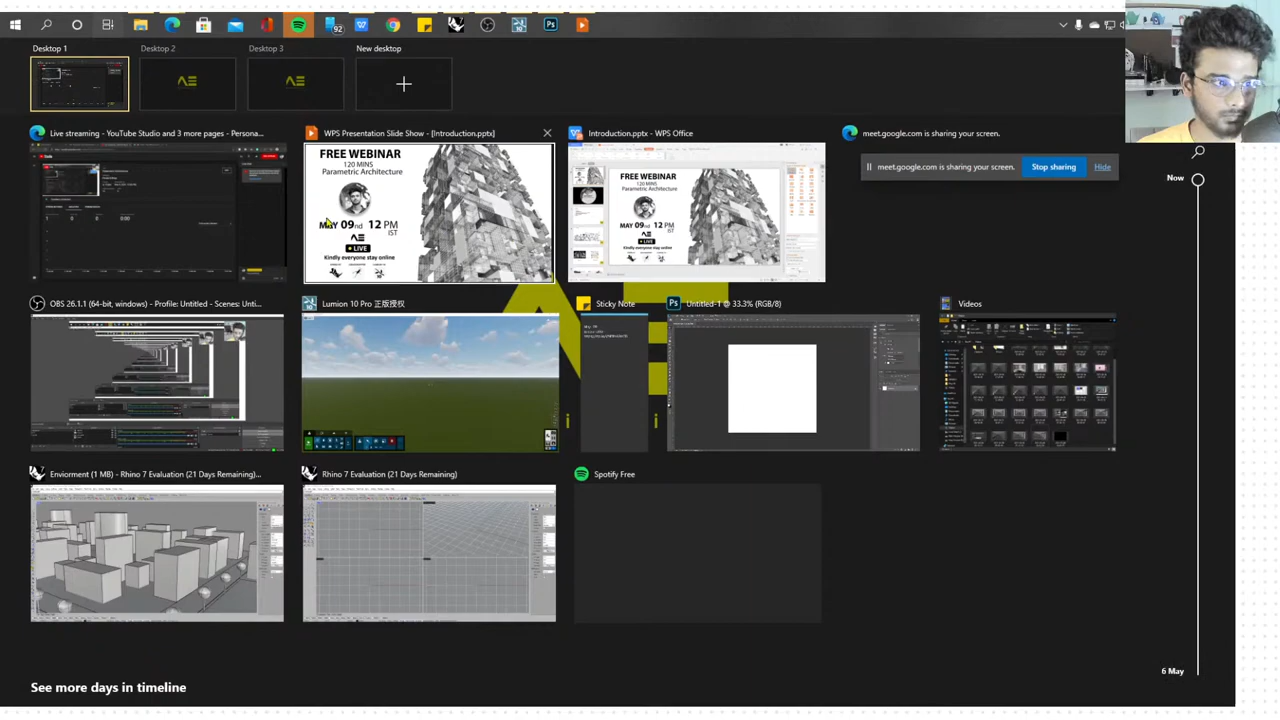 92
Desktop 1
Desktop 2
Desktop 3
New desktop
Live streaming - YouTube Studio and 3 more pages - Persona...
WPS Presentation Slide Show - [Introduction.pptx]
Introduction.pptx - WPS Office
meet.google.com is sharing your screen.
FREE WEBINAR
120 MINS
Parametric Architecture
MAY 09nd 12 PM
IST
LIVE
Kindly everyone stay online
FREE WEBINAR
120 MINS
Parametric Architecture
MAY 09nd 12 PM
IST
LIVE
Kindly everyone stay online
meet.google.com is sharing your screen.
Stop sharing
Hide
Now
OBS 26.1.1 (64-bit, windows) - Profile: Untitled - Scenes: Unti...
Lumion 10 Pro 正版授权
Sticky Note
Untitled-1 @ 33.3% (RGB/8)
Videos
Enviorment (1 MB) - Rhino 7 Evaluation (21 Days Remaining)...
Rhino 7 Evaluation (21 Days Remaining)
Spotify Free
6 May
See more days in timeline